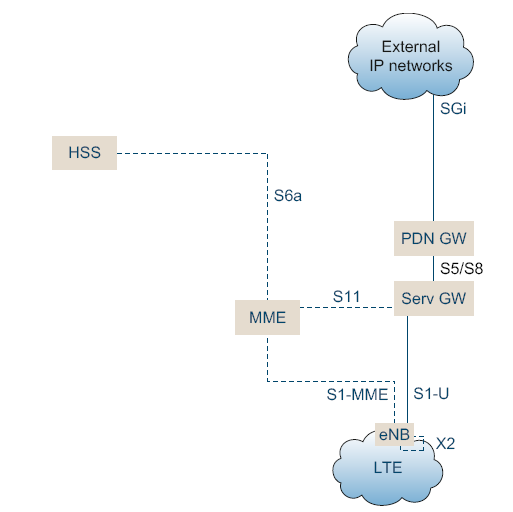 External
IP networks
SGi
HSS
S6a
PDN GW
S5/S8
S11
Serv GW
MME
S1-MME
S1-U
eNB
X2
LTE